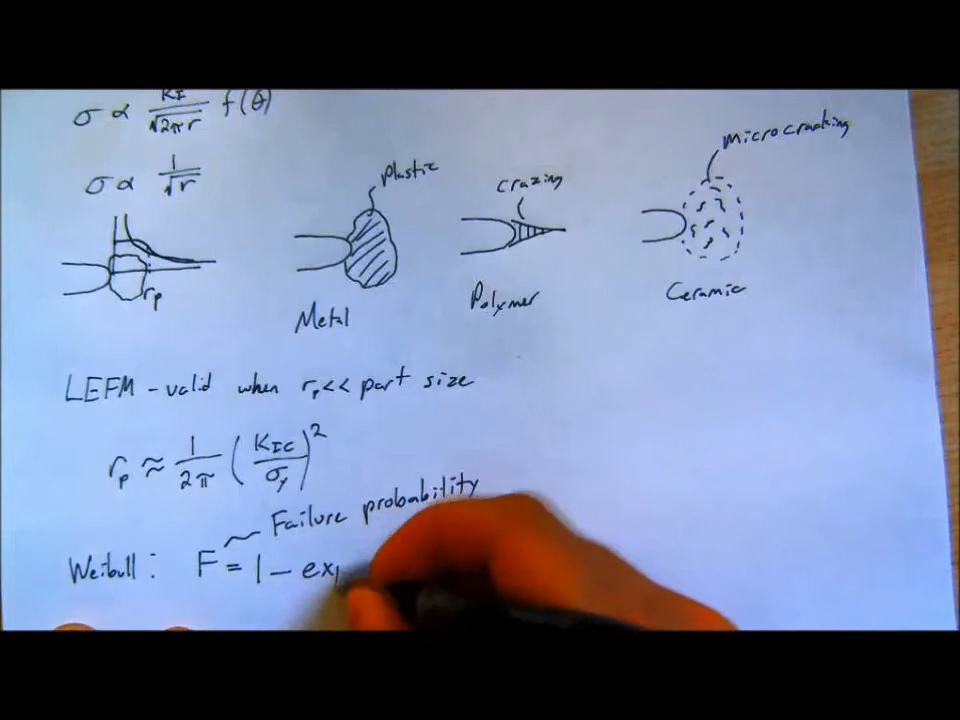 σ ∝ KI/√2πr f(θ)
microcracking
σ ∝ 1/√r
Plastic
crazing
rp
Metal
Polymer
Ceramic
LEFM - valid when rp << part size
rp ≈ 1/2π (KIC/σy)²
Failure probability
Weibull: F = 1 - exp